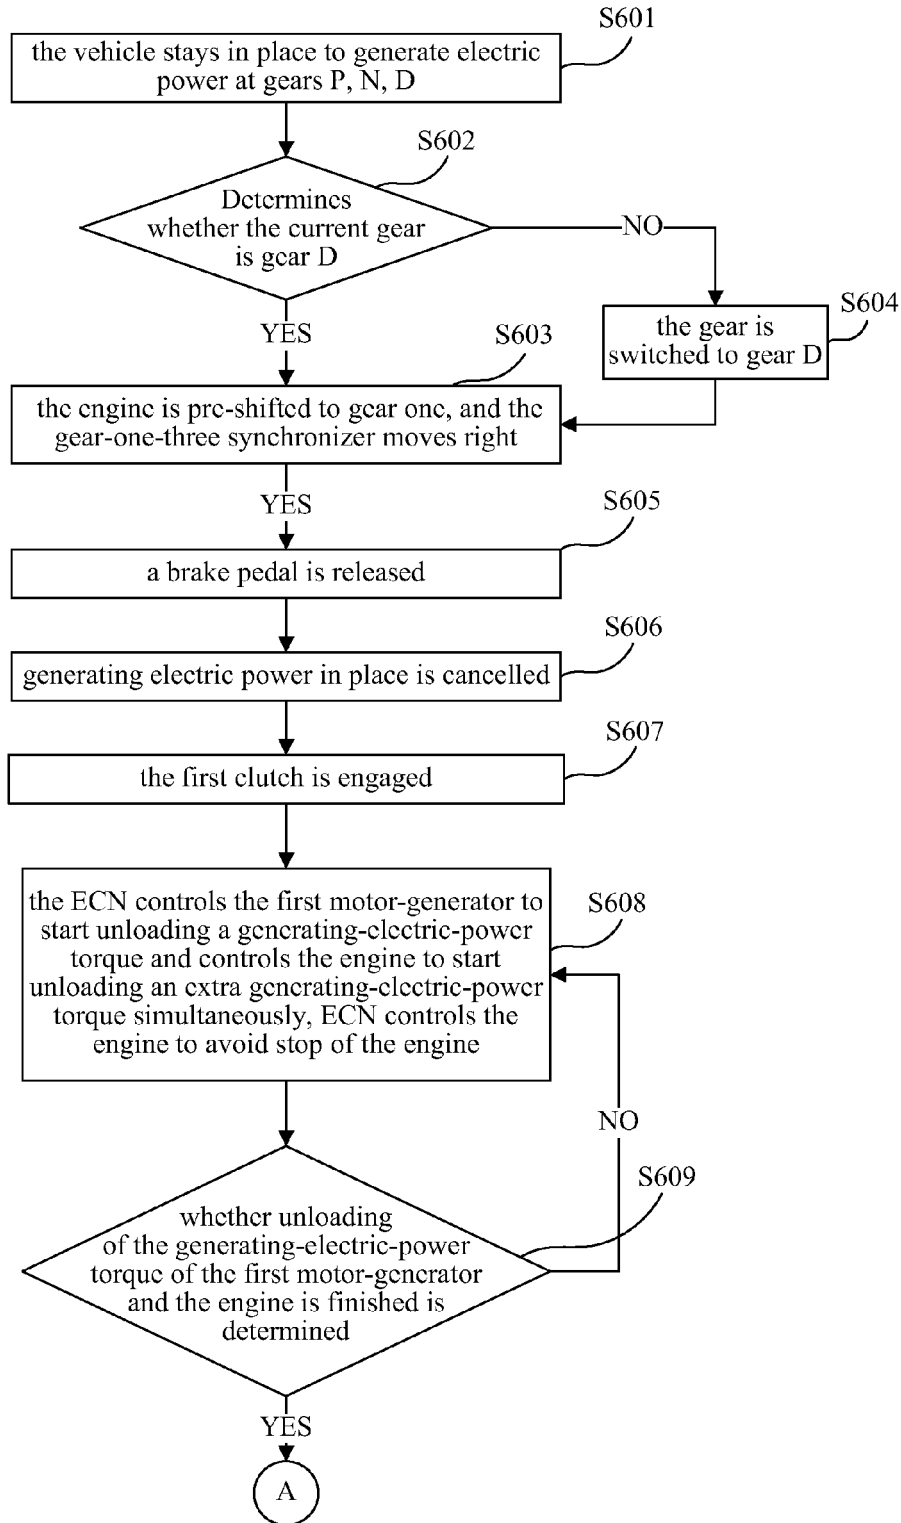 S601
the vehicle stays in place to generate electric
power at gears P, N, D
S602
Determines
whether the current gear
is gear D
NO
YES
S604
the gear is
switched to gear D
S603
the engine is pre-shifted to gear one, and the
gear-one-three synchronizer moves right
YES
S605
a brake pedal is released
S606
generating electric power in place is cancelled
S607
the first clutch is engaged
S608
the ECN controls the first motor-generator to
start unloading a generating-electric-power
torque and controls the engine to start
unloading an extra generating-electric-power
torque simultaneously, ECN controls the
engine to avoid stop of the engine
NO
S609
whether unloading
of the generating-electric-power
torque of the first motor-generator
and the engine is finished is
determined
YES
A